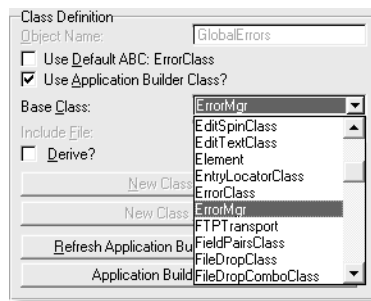 Class Definition
Object Name: GlobalErrors
Use Default ABC: ErrorClass
Use Application Builder Class?
Base Class: ErrorMgr
EditSpinClass
Include File:
EditTextClass
Derive?
Element
EntryLocatorClass
New Class
ErrorClass
ErrorMgr
New Class
FTPTransport
FieldPairsClass
Refresh Application Bu
FileDropClass
Application Build
FileDropComboClass